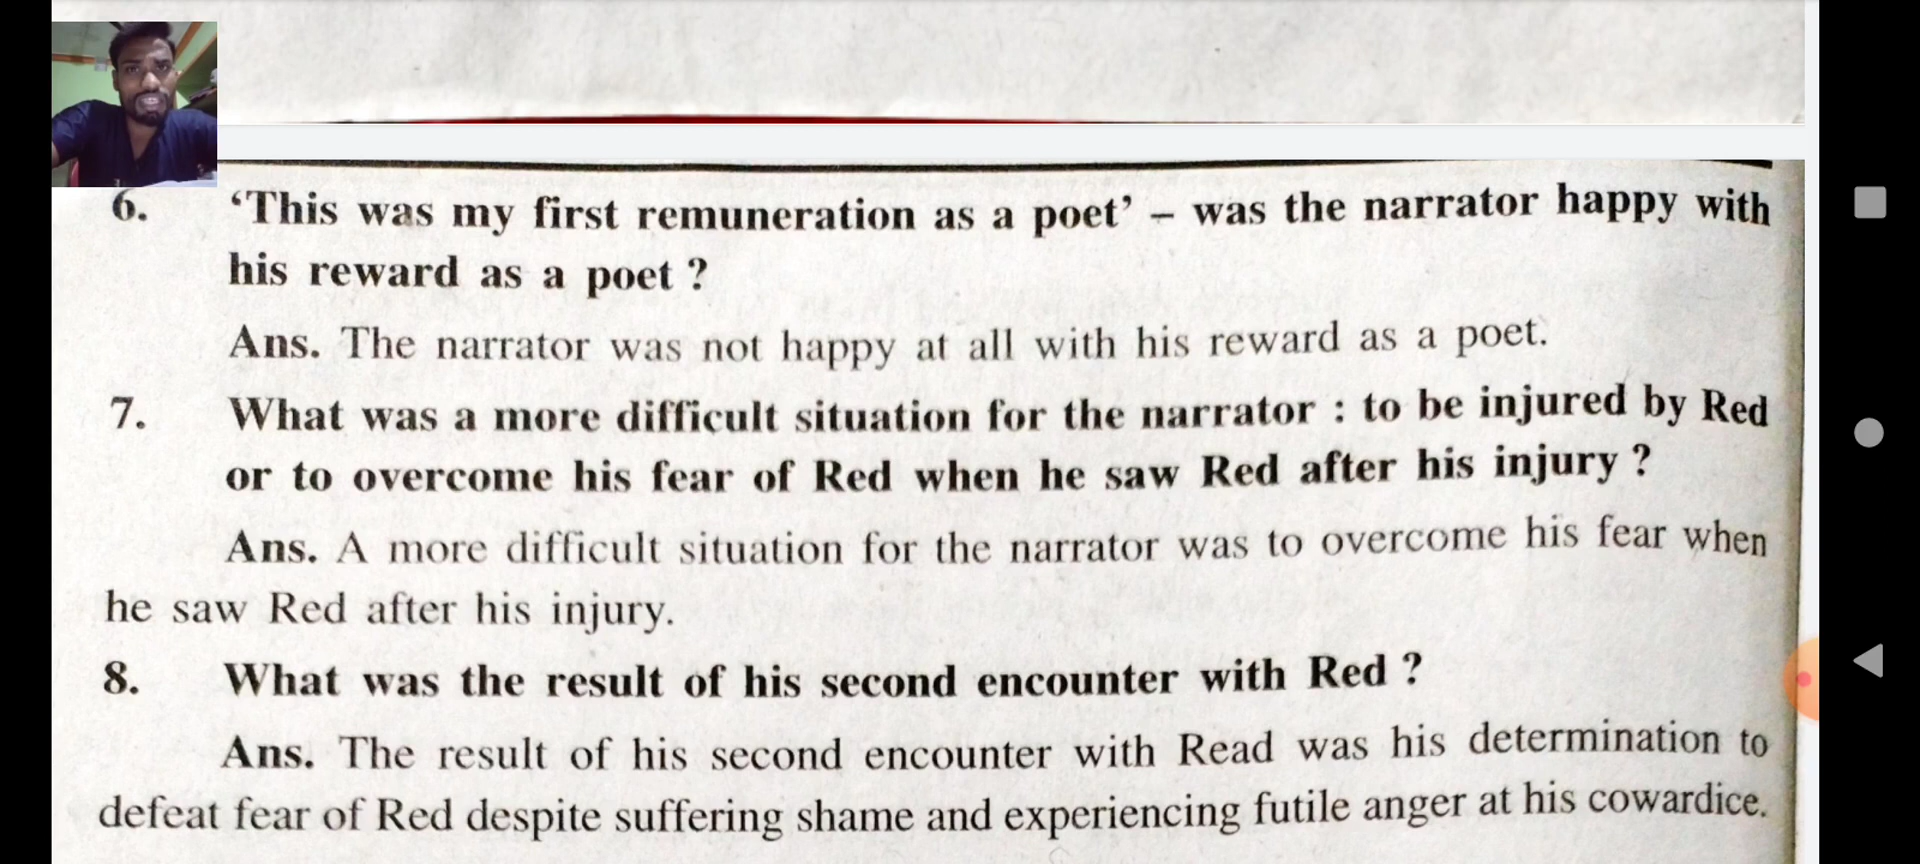 6. ‘This was my first remuneration as a poet’ – was the narrator happy with
his reward as a poet ?
Ans. The narrator was not happy at all with his reward as a poet.
7. What was a more difficult situation for the narrator : to be injured by Red
or to overcome his fear of Red when he saw Red after his injury ?
Ans. A more difficult situation for the narrator was to overcome his fear when
he saw Red after his injury.
8. What was the result of his second encounter with Red ?
Ans. The result of his second encounter with Read was his determination to
defeat fear of Red despite suffering shame and experiencing futile anger at his cowardice.